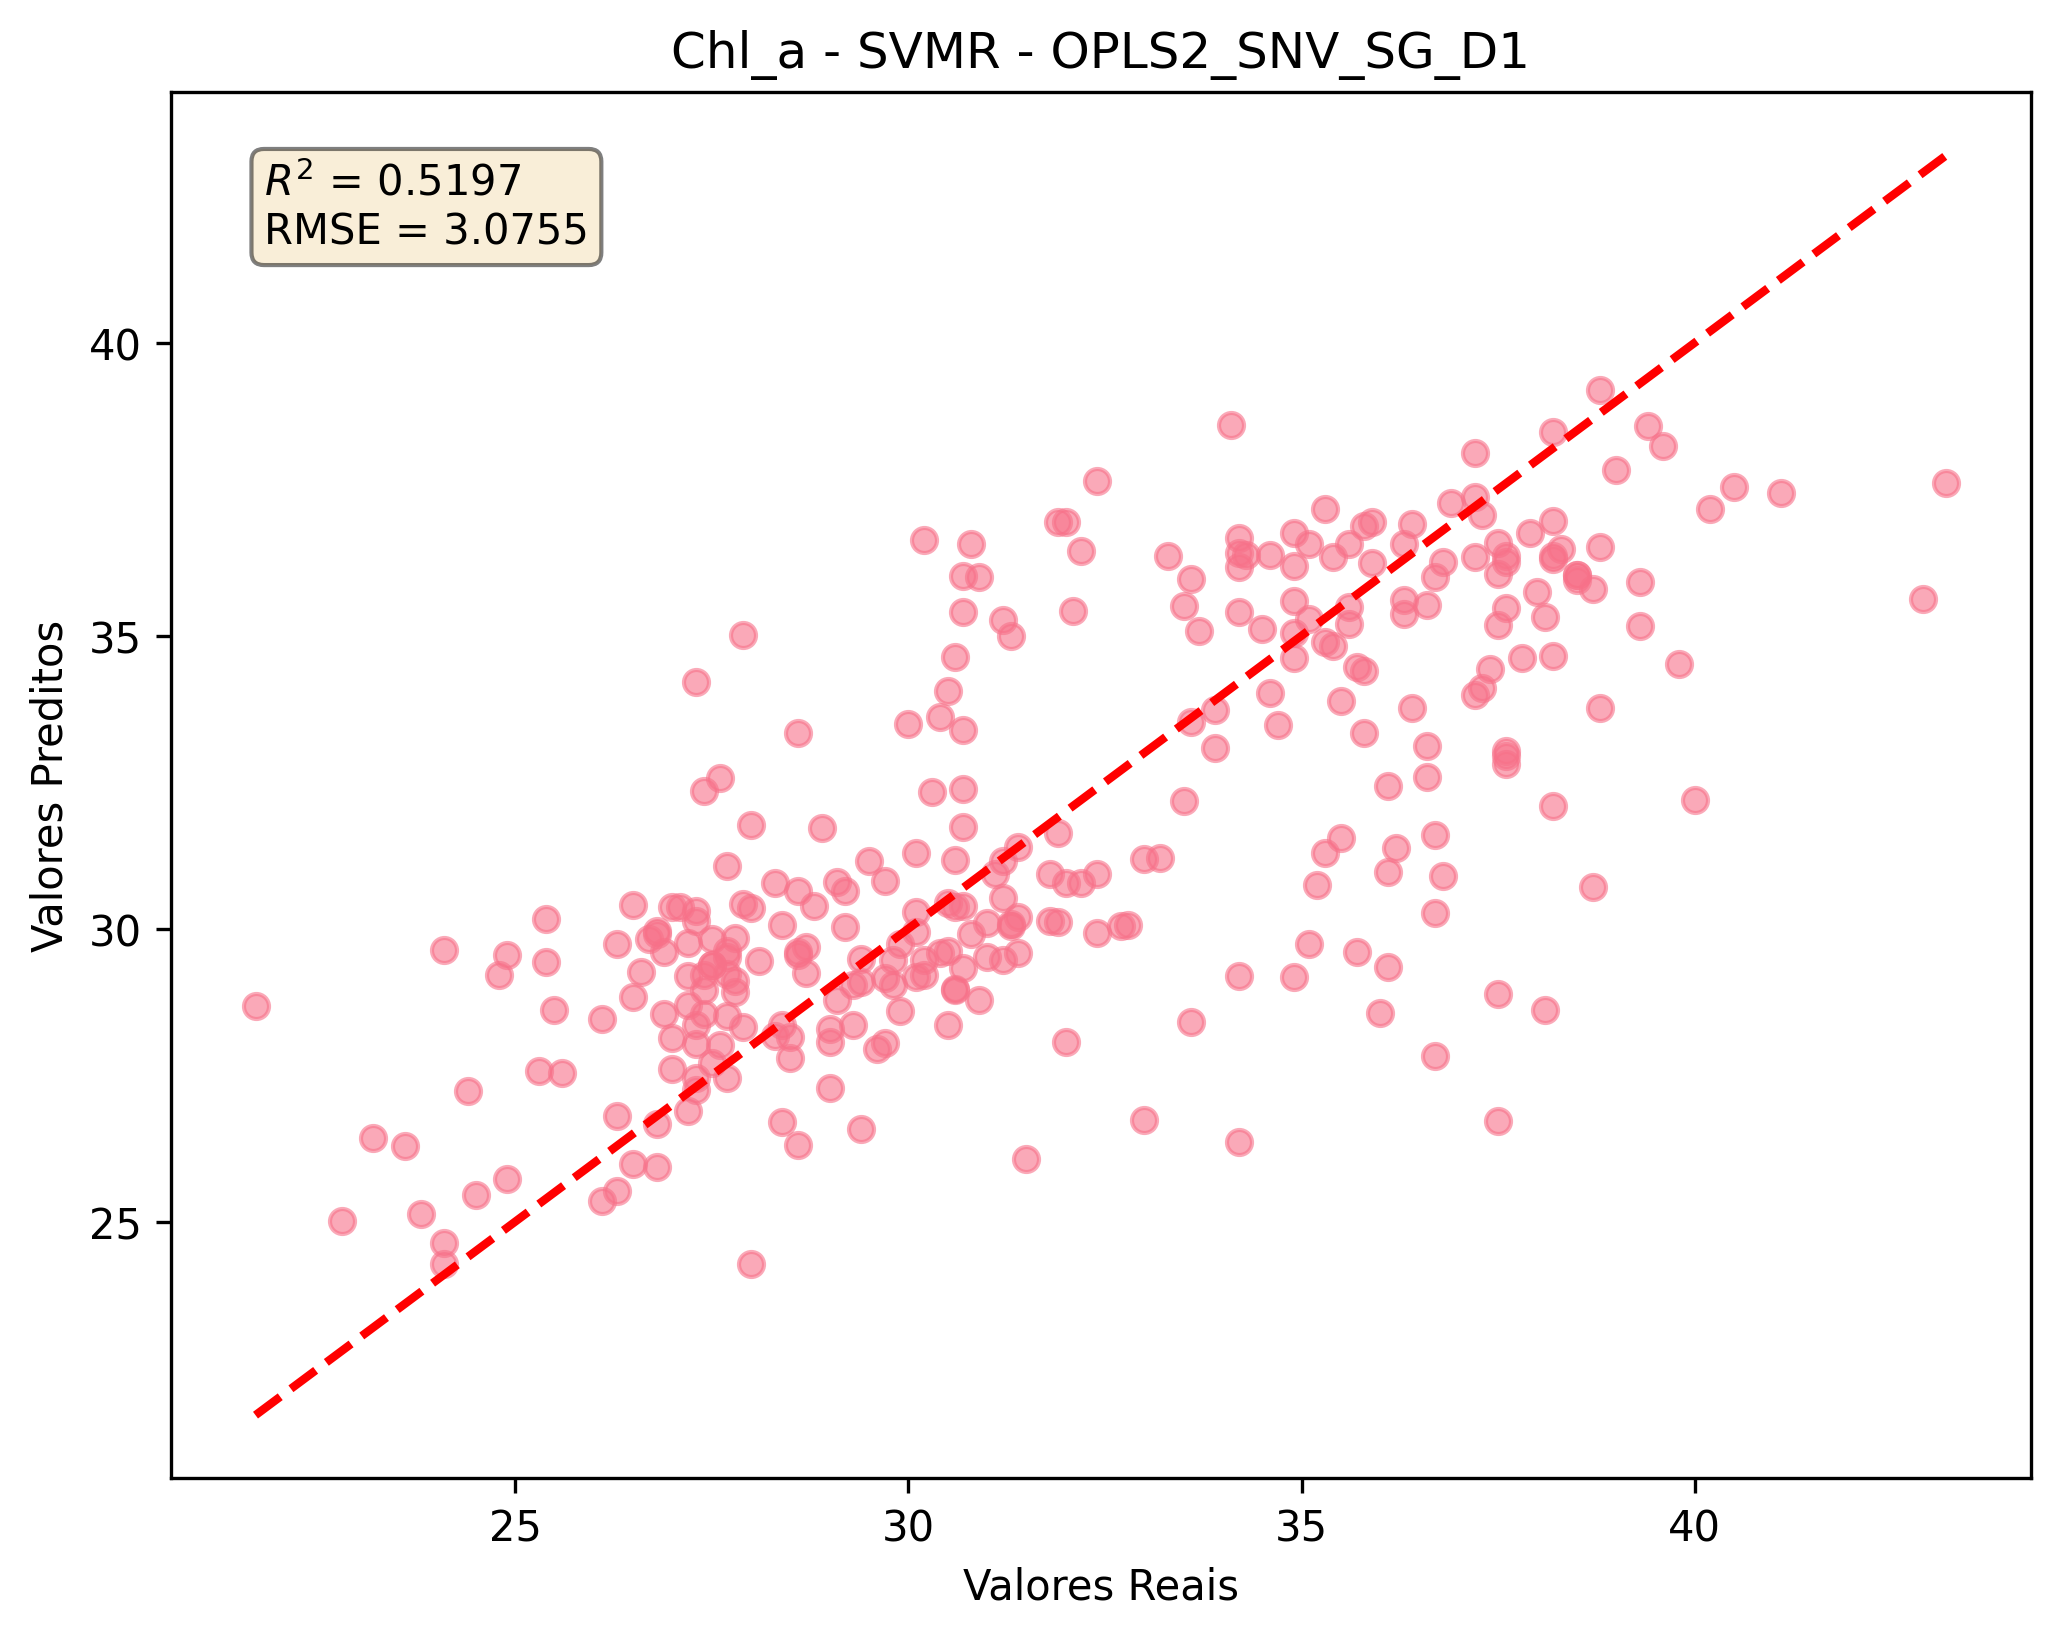 Chl_a - SVMR - OPLS2_SNV_SG_D1
R² = 0.5197
RMSE = 3.0755
40
35
30
25
Valores Preditos
25 30 35 40
Valores Reais